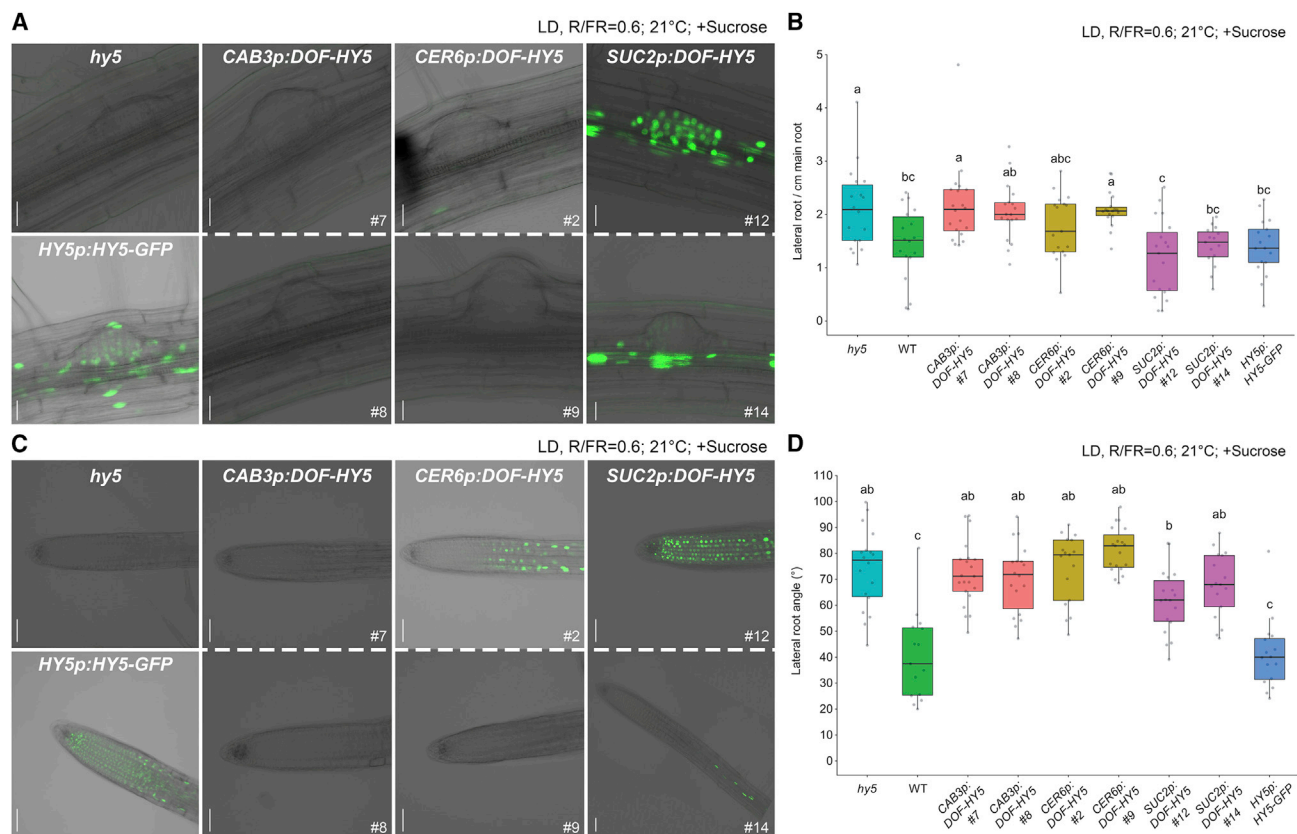 A
LD, R/FR=0.6; 21°C; +Sucrose
hy5
CAB3p:DOF-HY5
CER6p:DOF-HY5
SUC2p:DOF-HY5
#7
#2
#12
HY5p:HY5-GFP
#8
#9
#14
B
LD, R/FR=0.6; 21°C; +Sucrose
Lateral root / cm main root
5
4
3
2
1
0
a
bc
a
ab
abc
a
c
bc
bc
hy5
WT
CAB3p:
DOF-HY5
#7
CAB3p:
DOF-HY5
#8
CER6p:
DOF-HY5
#2
CER6p:
DOF-HY5
#9
SUC2p:
DOF-HY5
#12
SUC2p:
DOF-HY5
#14
HY5p:
HY5-GFP
C
LD, R/FR=0.6; 21°C; +Sucrose
hy5
CAB3p:DOF-HY5
CER6p:DOF-HY5
SUC2p:DOF-HY5
#7
#2
#12
HY5p:HY5-GFP
#8
#9
#14
D
LD, R/FR=0.6; 21°C; +Sucrose
Lateral root angle (°)
110
100
90
80
70
60
50
40
30
20
10
0
ab
c
ab
ab
ab
ab
b
ab
c
hy5
WT
CAB3p:
DOF-HY5
#7
CAB3p:
DOF-HY5
#8
CER6p:
DOF-HY5
#2
CER6p:
DOF-HY5
#9
SUC2p:
DOF-HY5
#12
SUC2p:
DOF-HY5
#14
HY5p:
HY5-GFP